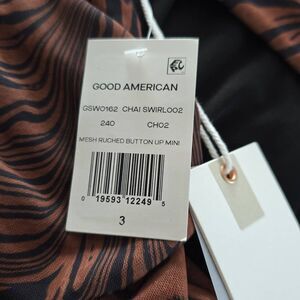 GOOD AMERICAN
GSW0162 CHAI SWIRL002
240 CH02
MESH RUCHED BUTTON UP MINI
0 19593 12249 5
3